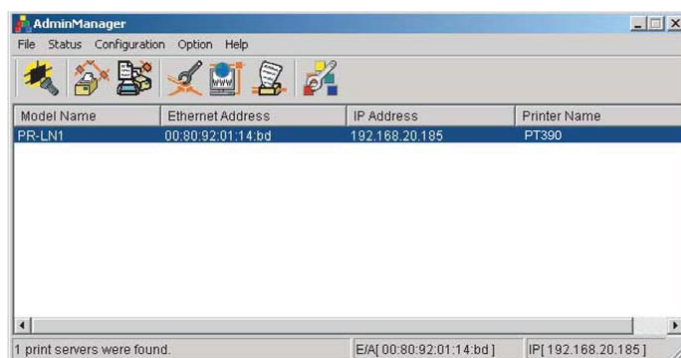 AdminManager
File Status Configuration Option Help
WWW
Model Name Ethernet Address IP Address Printer Name
PR-LN1 00:80:92:01:14:bd 192.168.20.185 PT390
1 print servers were found. E/A[ 00:80:92:01:14:bd ] IP[ 192.168.20.185 ]